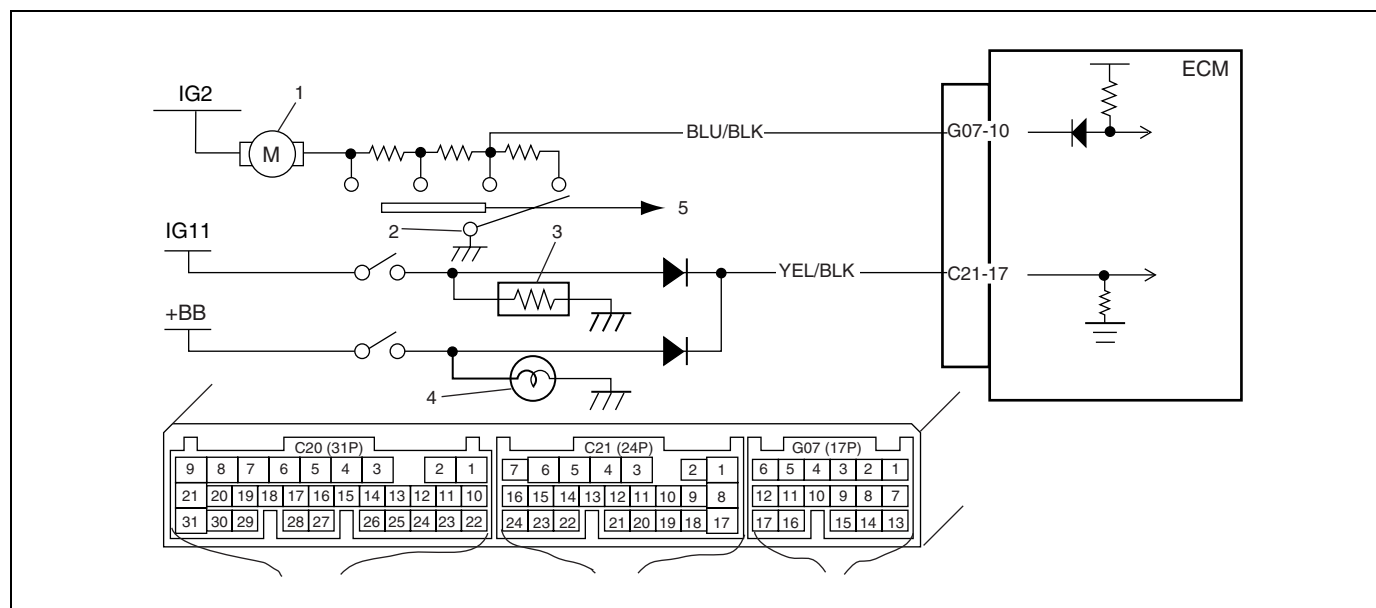 ECM
IG2
1
M
BLU/BLK
G07-10
5
2
3
IG11
YEL/BLK
C21-17
+BB
4
C20 (31P)
C21 (24P)
G07 (17P)
9 8 7 6 5 4 3 2 1
7 6 5 4 3 2 1
6 5 4 3 2 1
21 20 19 18 17 16 15 14 13 12 11 10
16 15 14 13 12 11 10 9 8
12 11 10 9 8 7
31 30 29 28 27 26 25 24 23 22
24 23 22 21 20 19 18 17
17 16 15 14 13